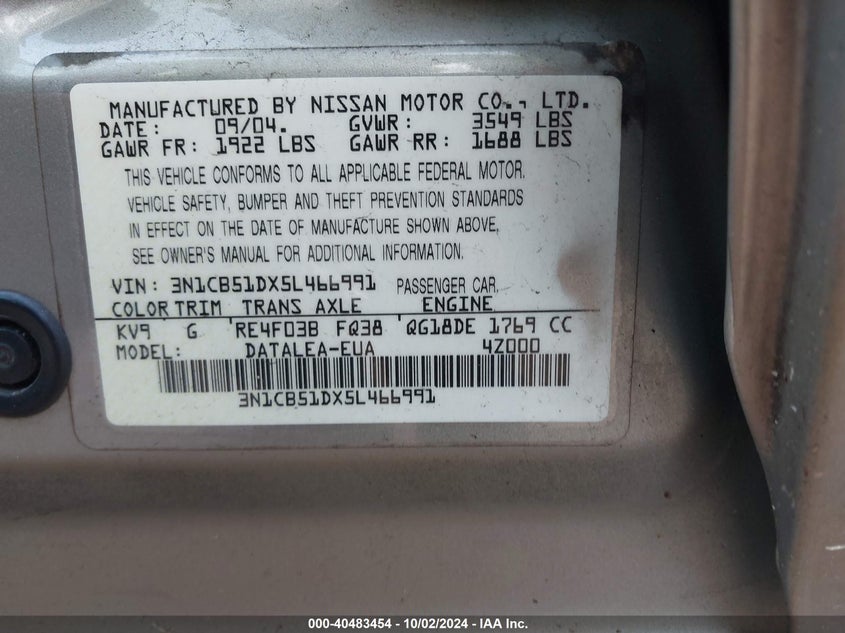 MANUFACTURED BY NISSAN MOTOR CO., LTD.
DATE: 09/04. GVWR: 3549 LBS
GAWR FR: 1922 LBS GAWR RR: 1688 LBS
THIS VEHICLE CONFORMS TO ALL APPLICABLE FEDERAL MOTOR.
VEHICLE SAFETY, BUMPER AND THEFT PREVENTION STANDARDS
IN EFFECT ON THE DATE OF MANUFACTURE SHOWN ABOVE,
SEE OWNER'S MANUAL FOR ADDITIONAL INFORMATION.
VIN: 3N1CB51DX5L466991 PASSENGER CAR.
COLOR TRIM TRANS AXLE ENGINE
KV9 G RE4F03B FQ38 QG18DE 1769 CC
MODEL: DATALEA-EUA 4Z000
3N1CB51DX5L466991
000-40483454 - 10/02/2024 - IAA Inc.